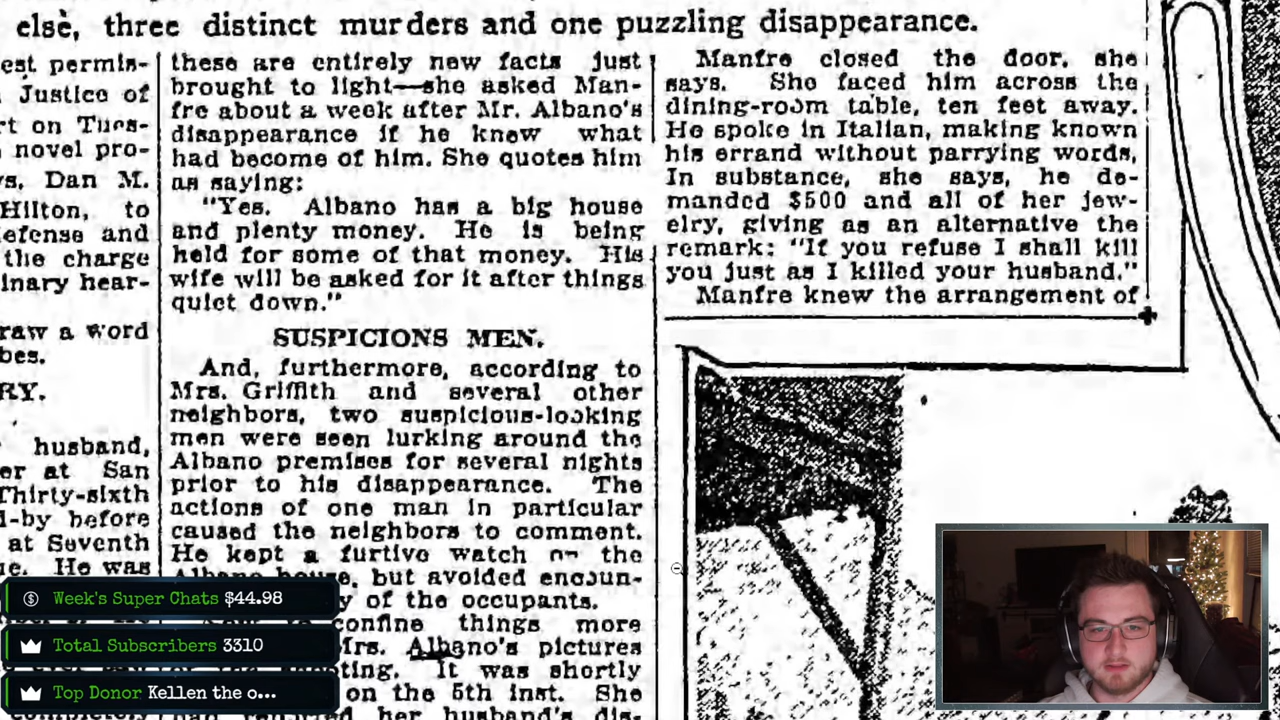 else, three distinct murders and one puzzling disappearance.
est permis-
Justice of
rt on Tues-
novel pro-
ys, Dan M.
Hilton, to
defense and
the charge
inary hear-
raw a word
bes.
RY.
husband,
er at San
Thirty-sixth
d-by before
at Seventh
ue. He was
these are entirely new facts just
brought to light—she asked Man-
fre about a week after Mr. Albano's
disappearance if he knew what
had become of him. She quotes him
as saying:
"Yes. Albano has a big house
and plenty money. He is being
held for some of that money. His
wife will be asked for it after things
quiet down."
SUSPICIONS MEN.
And, furthermore, according to
Mrs. Griffith and several other
neighbors, two suspicious-looking
men were seen lurking around the
Albano premises for several nights
prior to his disappearance. The
actions of one man in particular
caused the neighbors to comment.
He kept a furtive watch on the
Albano house, but avoided encoun-
y of the occupants.
confine things more
Mrs. Albano's pictures
ting. It was shortly
on the 5th inst. She
had reported her husband's dis-
Manfre closed the door, she
says. She faced him across the
dining-room table, ten feet away.
He spoke in Italian, making known
his errand without parrying words.
In substance, she says, he de-
manded $500 and all of her jew-
elry, giving as an alternative the
remark: "If you refuse I shall kill
you just as I killed your husband."
Manfre knew the arrangement of
Week's Super Chats $44.98
Total Subscribers 3310
Top Donor Kellen the o...